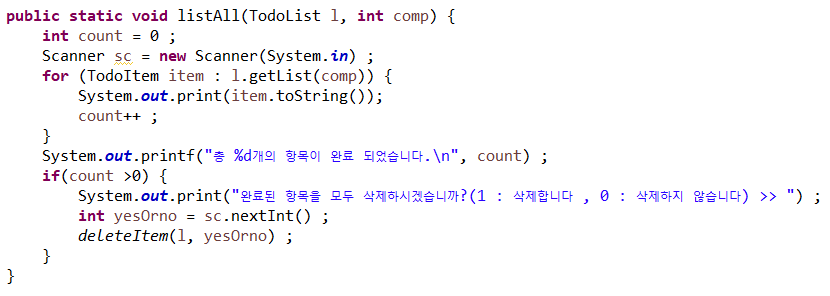 public static void listAll(TodoList l, int comp) {
    int count = 0 ;
    Scanner sc = new Scanner(System.in) ;
    for (TodoItem item : l.getList(comp)) {
        System.out.print(item.toString());
        count++ ;
    }
    System.out.printf("총 %d개의 항목이 완료 되었습니다.\n", count) ;
    if(count >0) {
        System.out.print("완료된 항목을 모두 삭제하시겠습니까?(1 : 삭제합니다 , 0 : 삭제하지 않습니다) >> ") ;
        int yesOrno = sc.nextInt() ;
        deleteItem(l, yesOrno) ;
    }
}